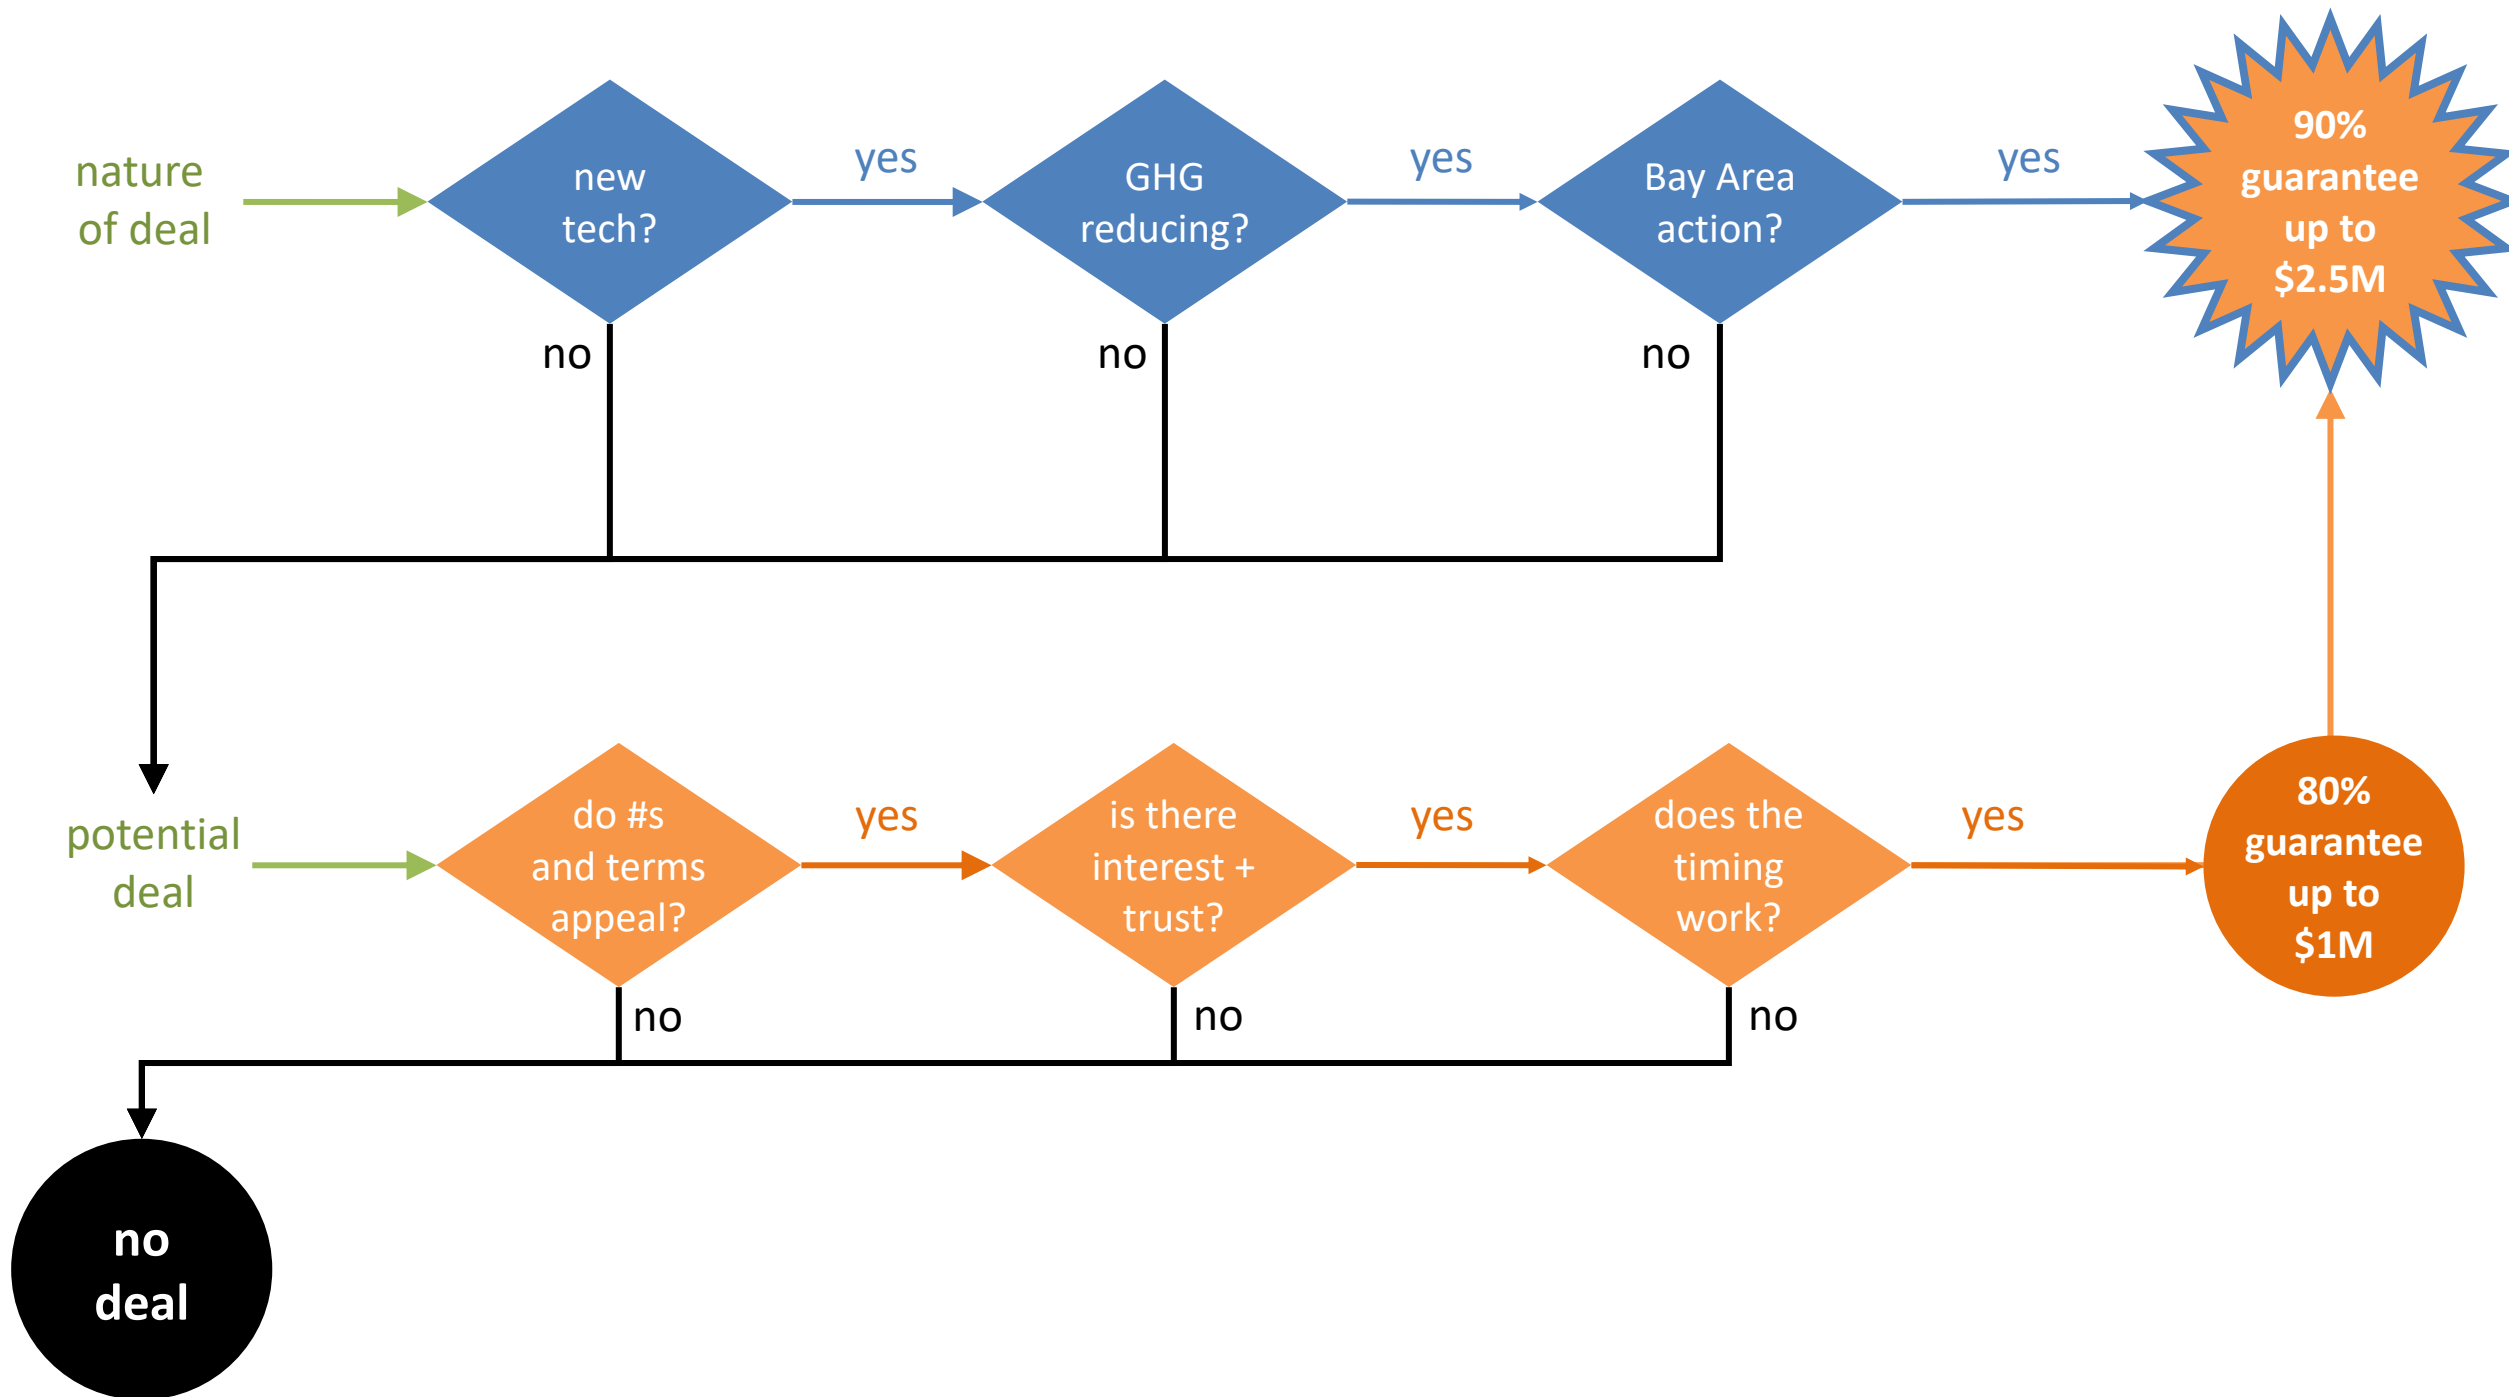 nature
of deal
new
tech?
yes
GHG
reducing?
yes
Bay Area
action?
yes
90%
guarantee
up to
$2.5M
no
no
no
potential
deal
do #s
and terms
appeal?
yes
is there
interest +
trust?
yes
does the
timing
work?
yes
80%
guarantee
up to
$1M
no
no
no
no
deal